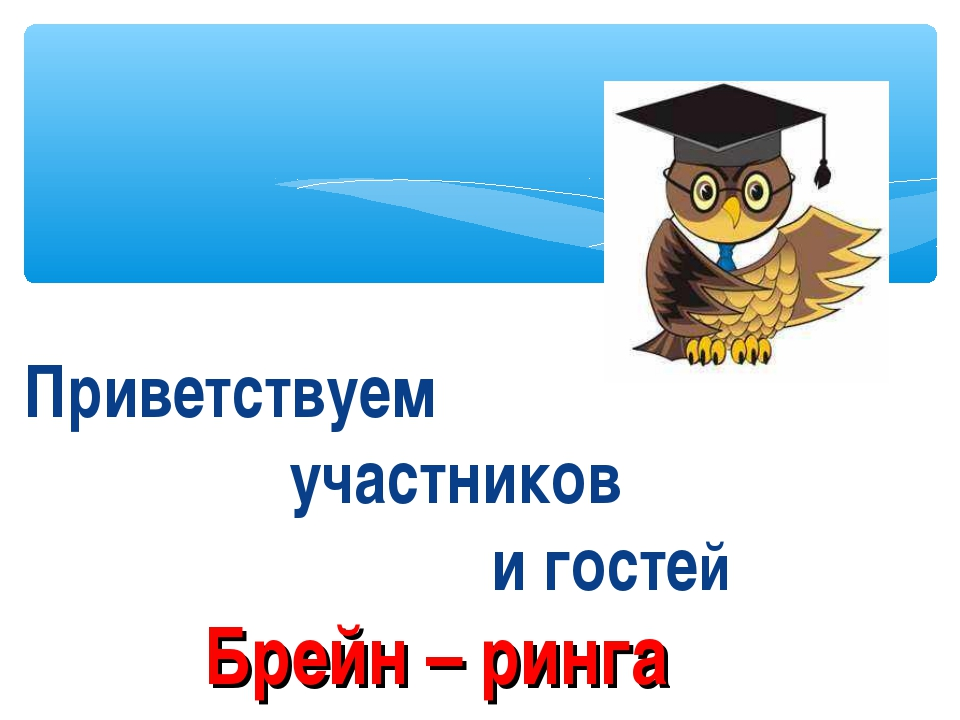 Приветствуем
участников
и гостей
Брейн – ринга